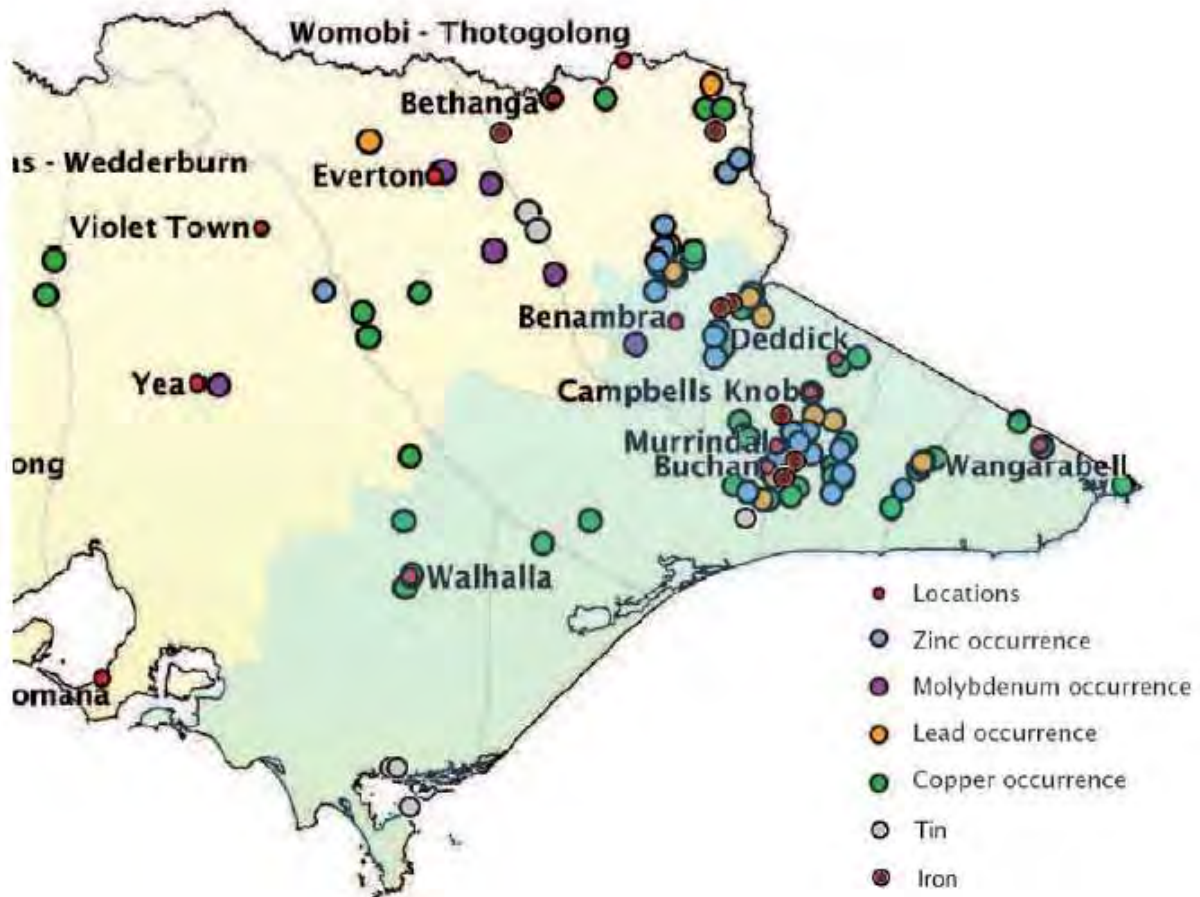 Womobi - Thotogolong
Bethanga
as - Wedderburn
Everton
Violet Town
Benambra
Deddick
Yea
Campbells Knob
Murrindal
Buchan
Wangarabell
ong
Walhalla
omana
Locations
Zinc occurrence
Molybdenum occurrence
Lead occurrence
Copper occurrence
Tin
Iron